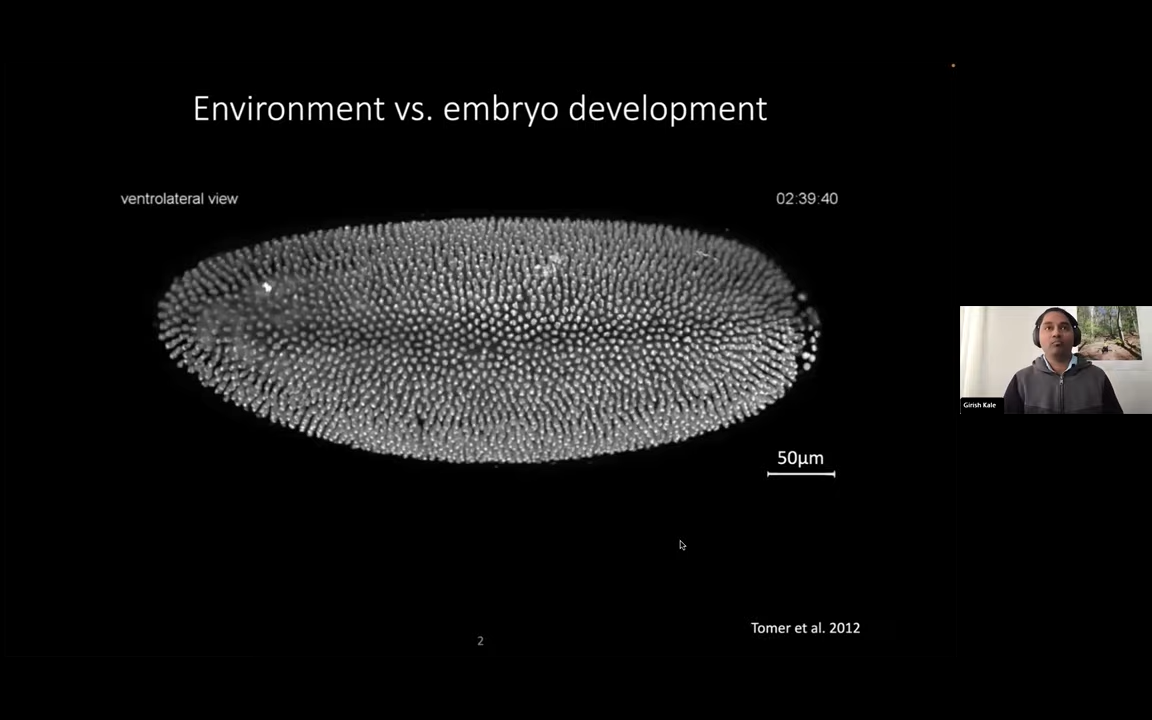 Environment vs. embryo development
ventrolateral view
02:39:40
50µm
Girish Kale
Tomer et al. 2012
2